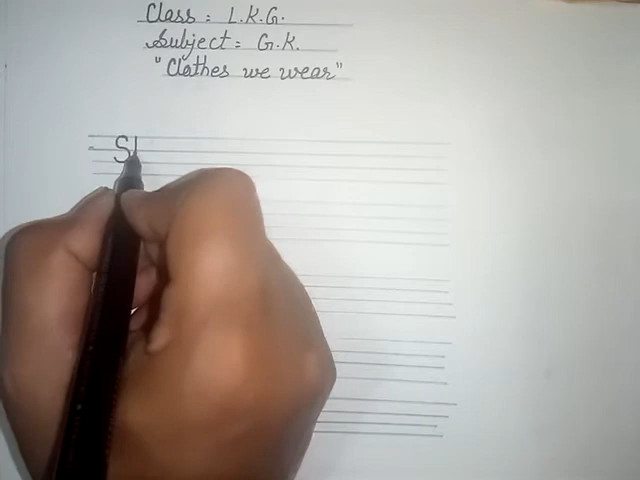 Class : L.K.G.
Subject : G.K.
"Clothes we wear"
S